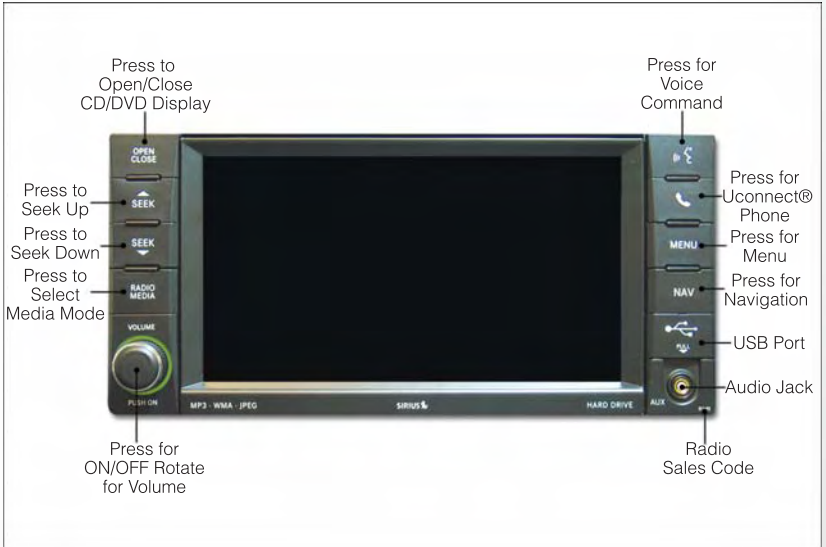 Press to
Open/Close
CD/DVD Display
Press for
Voice
Command
OPEN
CLOSE
Press to
Seek Up
SEEK
Press for
Uconnect®
Phone
Press to
Seek Down
SEEK
MENU
Press for
Menu
Press to
Select
Media Mode
RADIO
MEDIA
NAV
Press for
Navigation
VOLUME
PULL
USB Port
PUSH ON
MP3 · WMA · JPEG
SIRIUS
HARD DRIVE
AUX
Audio Jack
Press for
ON/OFF Rotate
for Volume
Radio
Sales Code